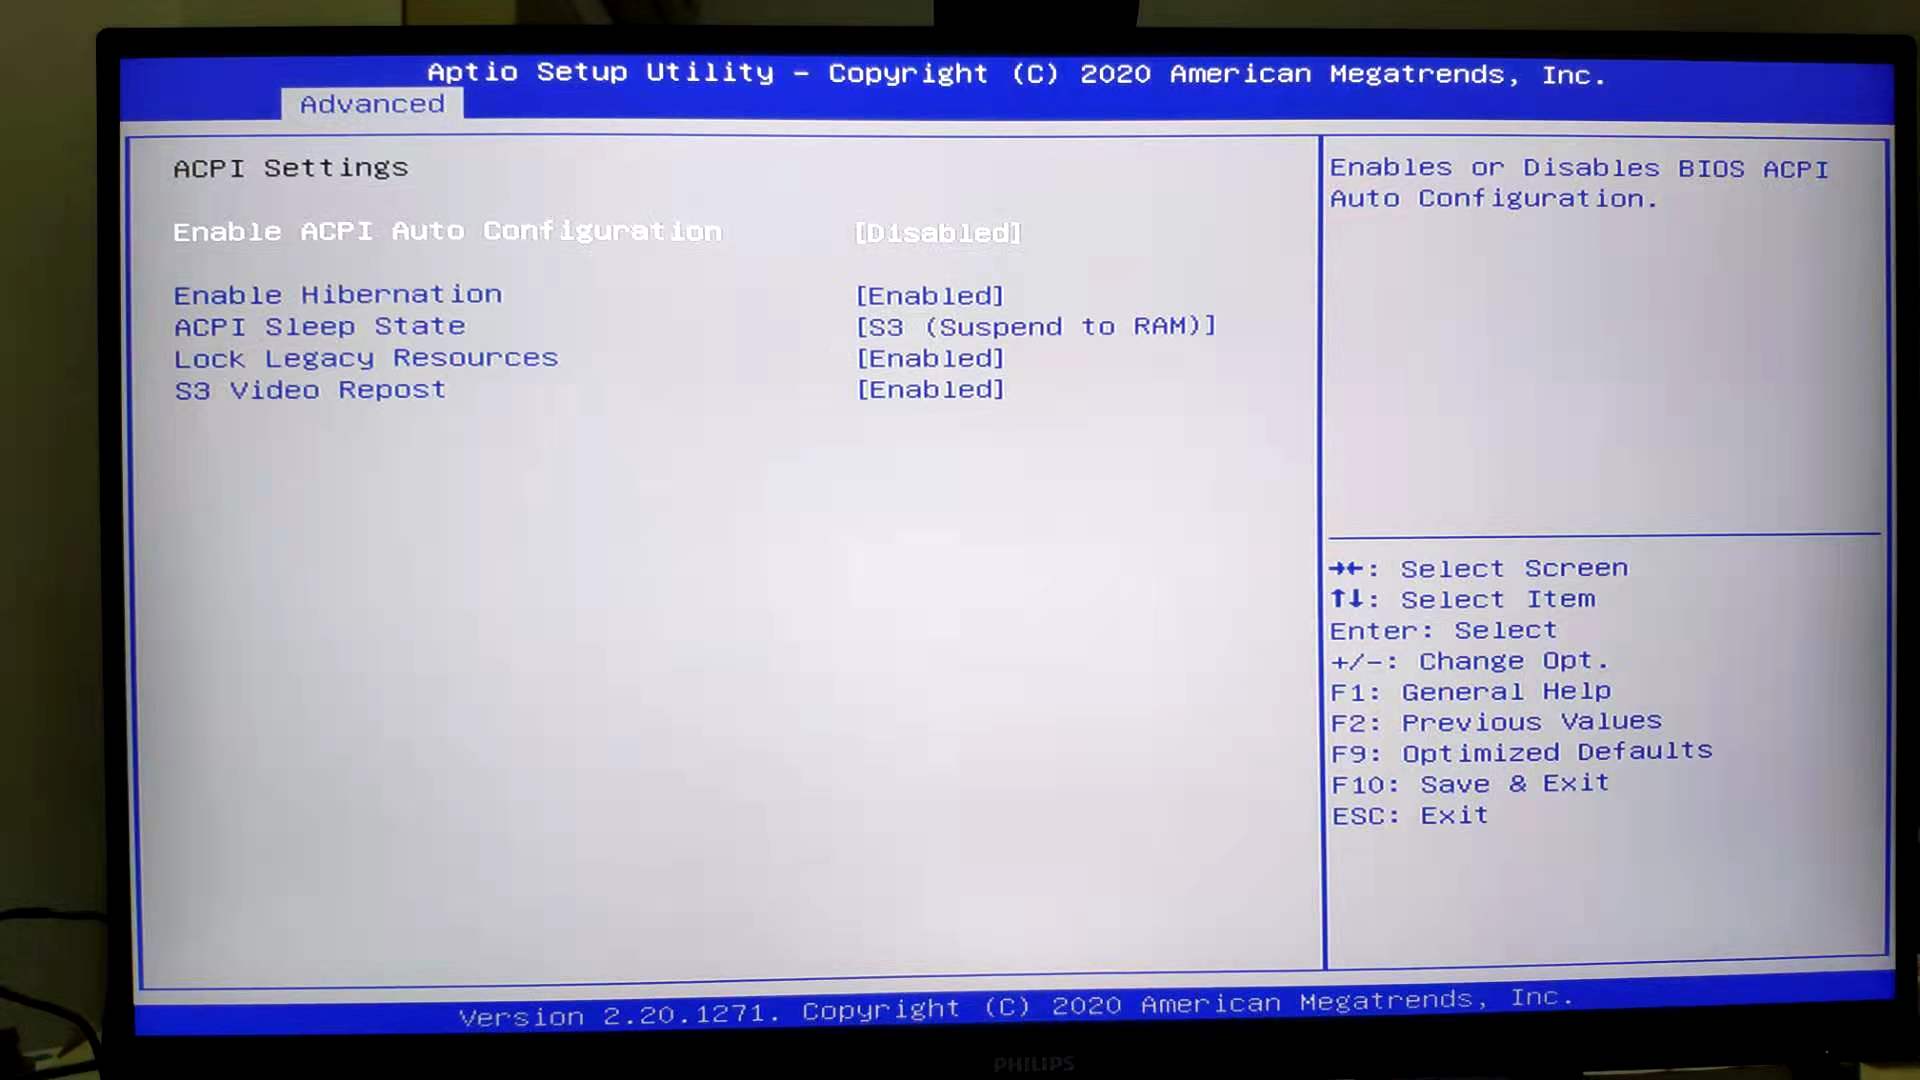 Aptio Setup Utility – Copyright (C) 2020 American Megatrends, Inc.
Advanced
ACPI Settings
Enable ACPI Auto Configuration [Disabled]
Enable Hibernation [Enabled]
ACPI Sleep State [S3 (Suspend to RAM)]
Lock Legacy Resources [Enabled]
S3 Video Repost [Enabled]
Enables or Disables BIOS ACPI
Auto Configuration.
→←: Select Screen
↑↓: Select Item
Enter: Select
+/-: Change Opt.
F1: General Help
F2: Previous Values
F9: Optimized Defaults
F10: Save & Exit
ESC: Exit
Version 2.20.1271. Copyright (C) 2020 American Megatrends, Inc.
PHILIPS